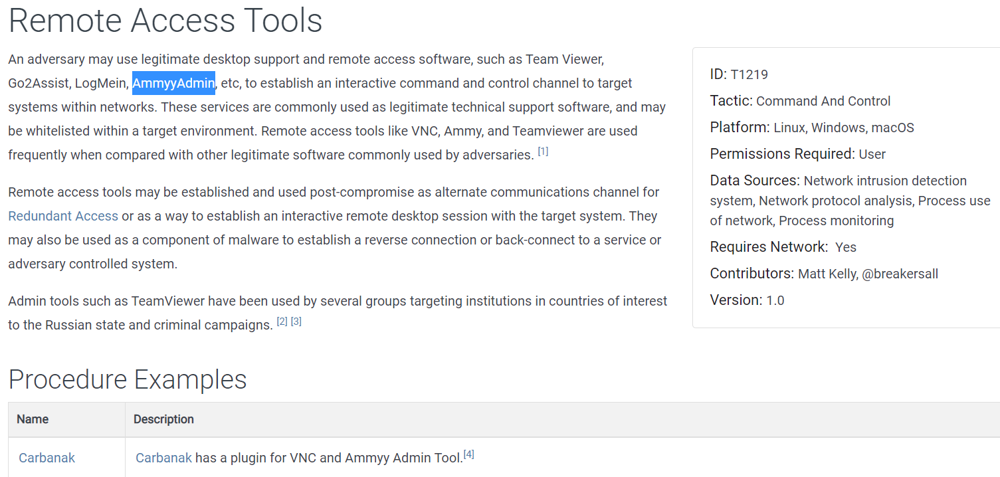 Remote Access Tools
An adversary may use legitimate desktop support and remote access software, such as Team Viewer,
Go2Assist, LogMein, AmmyyAdmin, etc, to establish an interactive command and control channel to target
systems within networks. These services are commonly used as legitimate technical support software, and may
be whitelisted within a target environment. Remote access tools like VNC, Ammy, and Teamviewer are used
frequently when compared with other legitimate software commonly used by adversaries. [1]
Remote access tools may be established and used post-compromise as alternate communications channel for
Redundant Access or as a way to establish an interactive remote desktop session with the target system. They
may also be used as a component of malware to establish a reverse connection or back-connect to a service or
adversary controlled system.
Admin tools such as TeamViewer have been used by several groups targeting institutions in countries of interest
to the Russian state and criminal campaigns. [2] [3]
ID: T1219
Tactic: Command And Control
Platform: Linux, Windows, macOS
Permissions Required: User
Data Sources: Network intrusion detection
system, Network protocol analysis, Process use
of network, Process monitoring
Requires Network: Yes
Contributors: Matt Kelly, @breakersall
Version: 1.0
Procedure Examples
Name Description
Carbanak Carbanak has a plugin for VNC and Ammyy Admin Tool.[4]